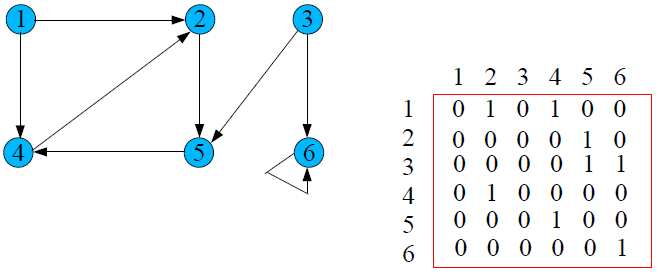 1 2 3
4 5 6
1 2 3 4 5 6
1 0 1 0 1 0 0
2 0 0 0 0 1 0
3 0 0 0 0 1 1
4 0 1 0 0 0 0
5 0 0 0 1 0 0
6 0 0 0 0 0 1